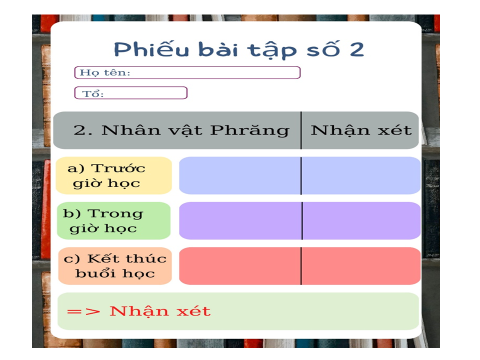 Phiếu bài tập số 2
Họ tên:
Tổ:
2. Nhân vật Phrăng Nhận xét
a) Trước
giờ học
b) Trong
giờ học
c) Kết thúc
buổi học
=> Nhận xét